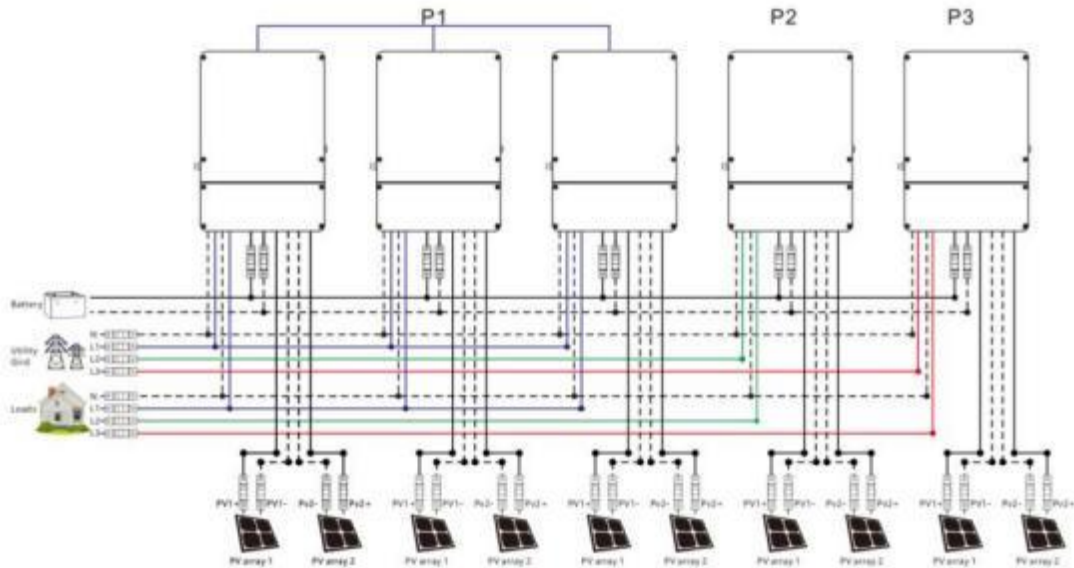 P1 P2 P3
Battery
Utility
Grid
N
L1
L2
L3
Loads
N
L1
L2
L3
PV1+ PV1- Pv2- Pv2+ PV1+ PV1- Pv2- Pv2+ PV1+ PV1- Pv2- Pv2+ PV1+ PV1- Pv2- Pv2+ PV1+ PV1- Pv2- Pv2+
PV array 1 PV array 2 PV array 1 PV array 2 PV array 1 PV array 2 PV array 1 PV array 2 PV array 1 PV array 2